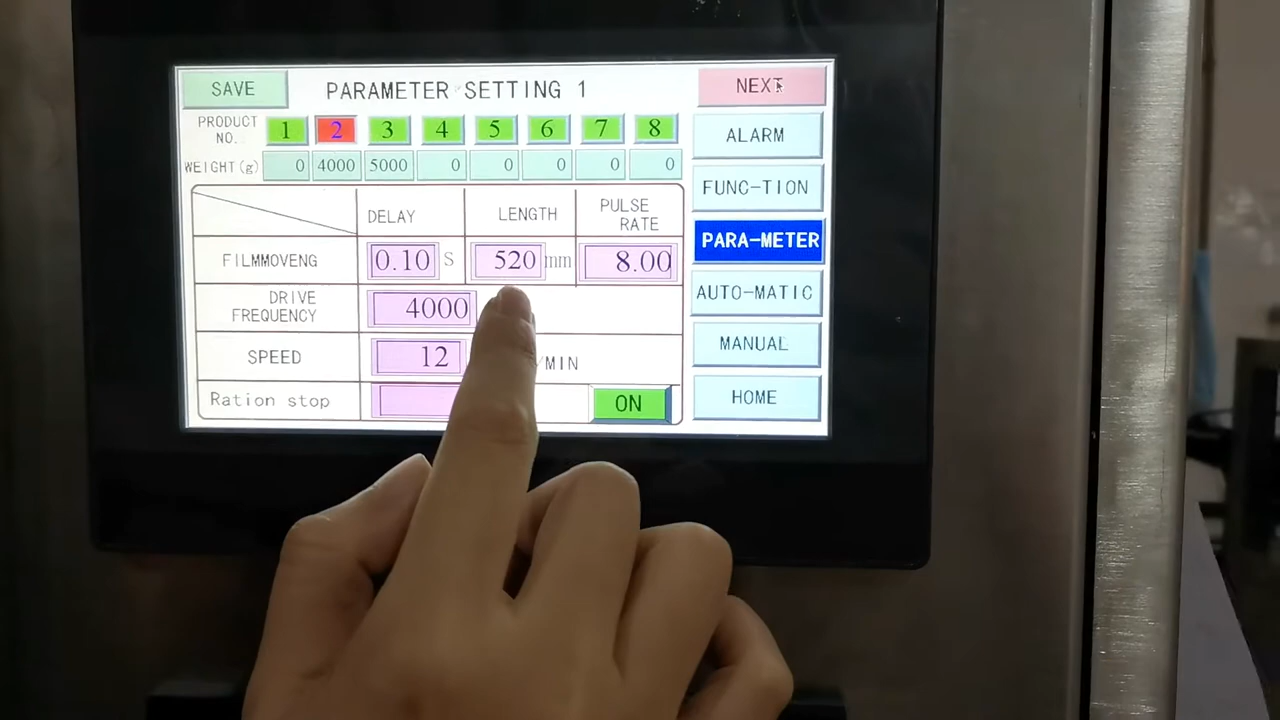 SAVE PARAMETER SETTING 1 NEXT
PRODUCT NO. 1 2 3 4 5 6 7 8
ALARM
WEIGHT(g) 0 4000 5000 0 0 0 0 0
FUNC-TION
DELAY LENGTH PULSE RATE
PARA-METER
FILMMOVENG 0.10 S 520 mm 8.00
AUTO-MATIC
DRIVE FREQUENCY 4000
MANUAL
SPEED 12 /MIN
HOME
Ration stop ON